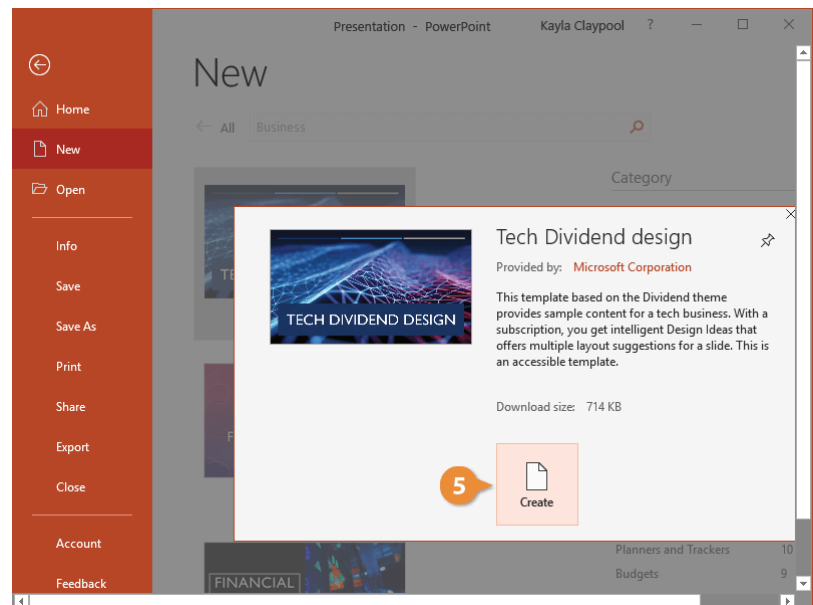 Presentation - PowerPoint
Kayla Claypool
?
New
Home
New
Open
Info
Save
Save As
Print
Share
Export
Close
Account
Feedback
All
Business
Category
TE
F
FINANCIAL
Tech Dividend design
Provided by: Microsoft Corporation
TECH DIVIDEND DESIGN
This template based on the Dividend theme
provides sample content for a tech business. With a
subscription, you get intelligent Design Ideas that
offers multiple layout suggestions for a slide. This is
an accessible template.
Download size: 714 KB
5
Create
Planners and Trackers 10
Budgets 9